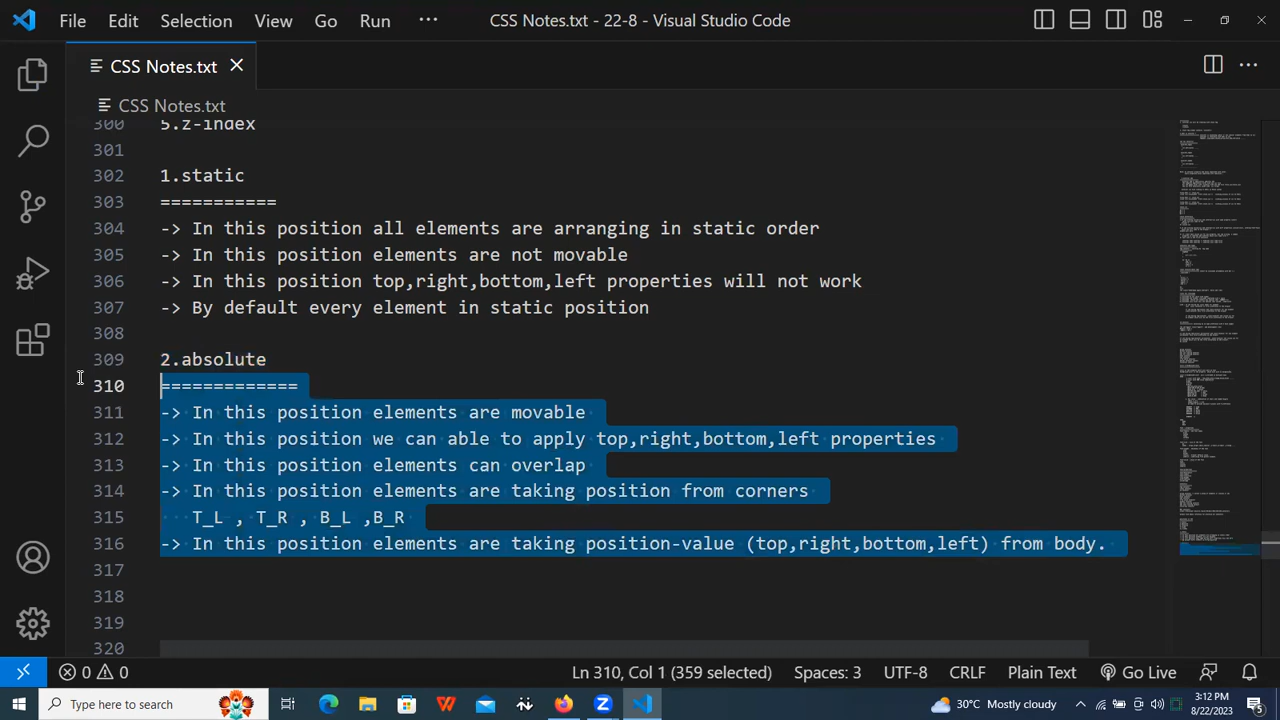 File Edit Selection View Go Run ··· CSS Notes.txt - 22-8 - Visual Studio Code
CSS Notes.txt
CSS Notes.txt
300 5.z-index
301
302 1.static
303 ===========
304 -> In this position all elements are arranging in static order
305 -> In this position elements are not movable
306 -> In this position top,right,bottom,left properties will not work
307 -> By default every element in static position
308
309 2.absolute
310 =============
311 -> In this position elements are movable
312 -> In this position we can able to apply top,right,bottom,left properties
313 -> In this position elements can overlap
314 -> In this position elements are taking position from corners
315 T_L , T_R , B_L ,B_R
316 -> In this position elements are taking position-value (top,right,bottom,left) from body.
317
318
319
320
0 0 Ln 310, Col 1 (359 selected) Spaces: 3 UTF-8 CRLF Plain Text Go Live
Type here to search 30°C Mostly cloudy 3:12 PM
8/22/2023 5